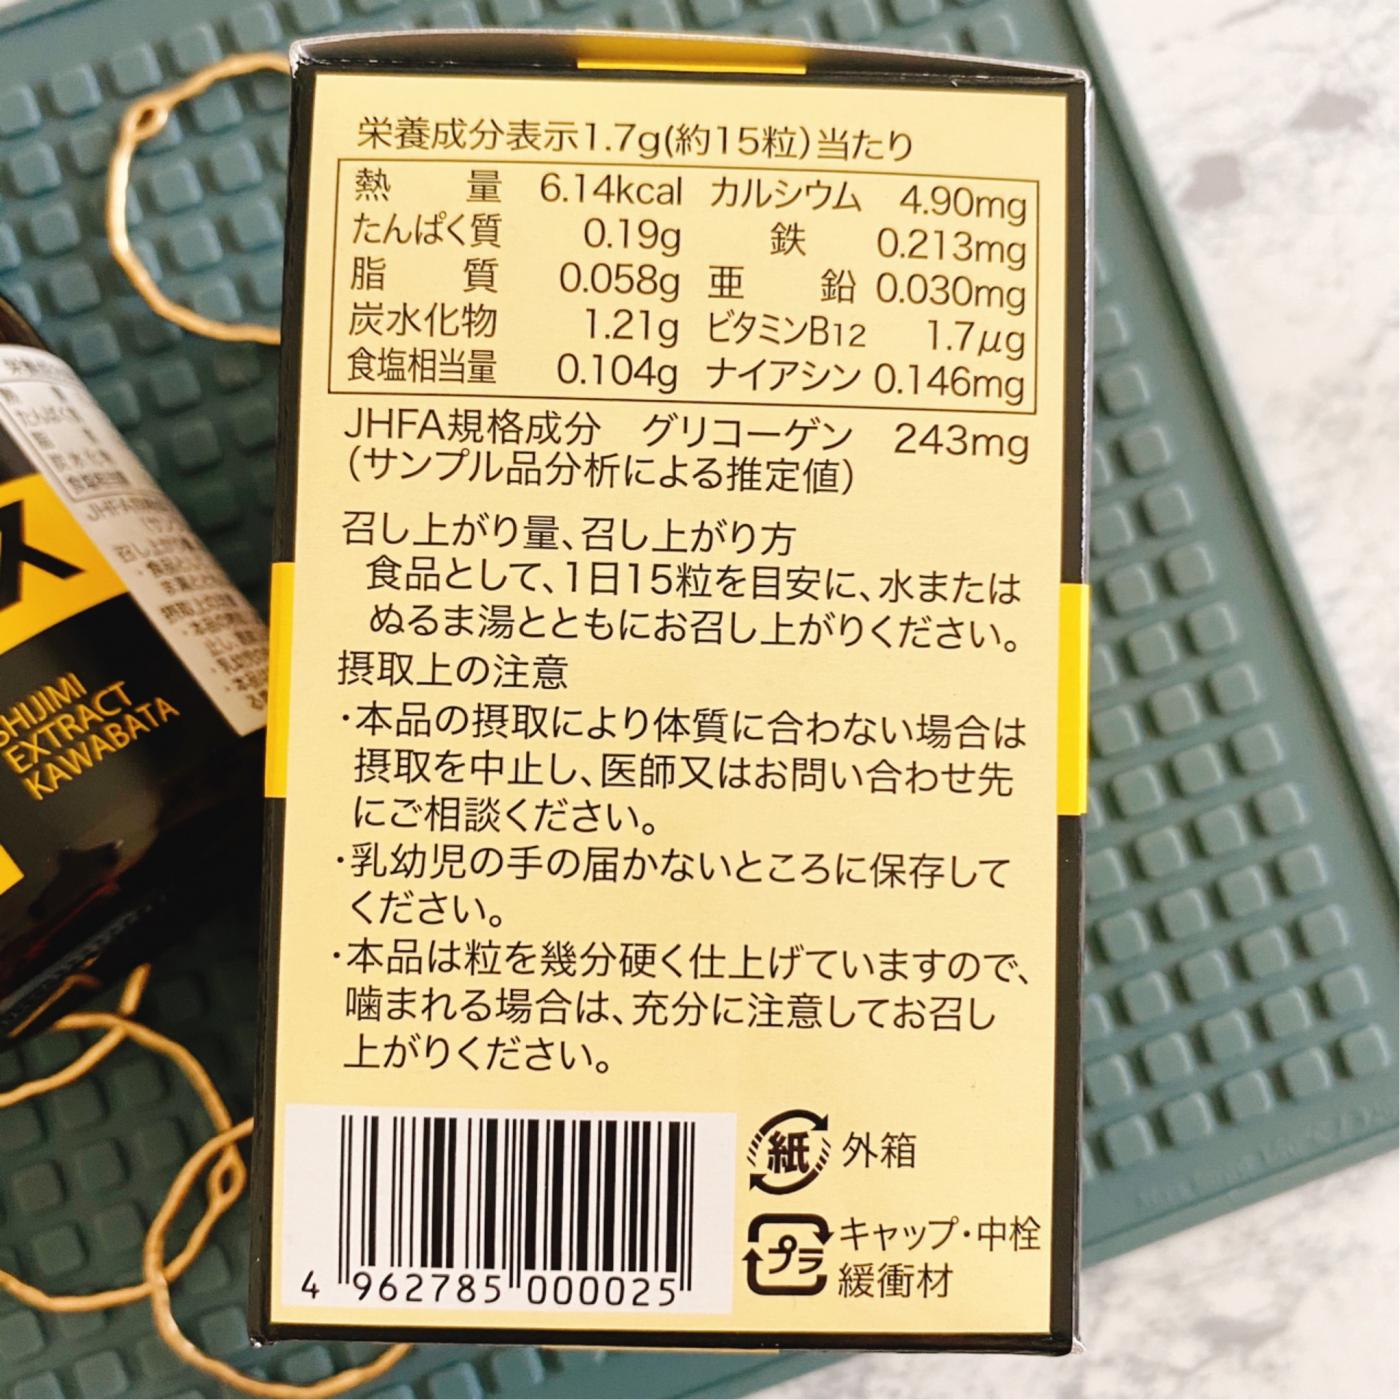 栄養成分表示1.7g(約15粒)当たり
熱 量 6.14kcal カルシウム 4.90mg
たんぱく質 0.19g 鉄 0.213mg
脂 質 0.058g 亜 鉛 0.030mg
炭水化物 1.21g ビタミンB12 1.7μg
食塩相当量 0.104g ナイアシン 0.146mg
JHFA規格成分 グリコーゲン 243mg
(サンプル品分析による推定値)
召し上がり量、召し上がり方
食品として、1日15粒を目安に、水または
ぬるま湯とともにお召し上がりください。
摂取上の注意
・本品の摂取により体質に合わない場合は
摂取を中止し、医師又はお問い合わせ先
にご相談ください。
・乳幼児の手の届かないところに保存して
ください。
・本品は粒を幾分硬く仕上げていますので、
噛まれる場合は、充分に注意してお召し
上がりください。
4 962785 000025
紙 外箱
プラ キャップ・中栓
緩衝材
ス
SHIJIMI
EXTRACT
KAWABATA